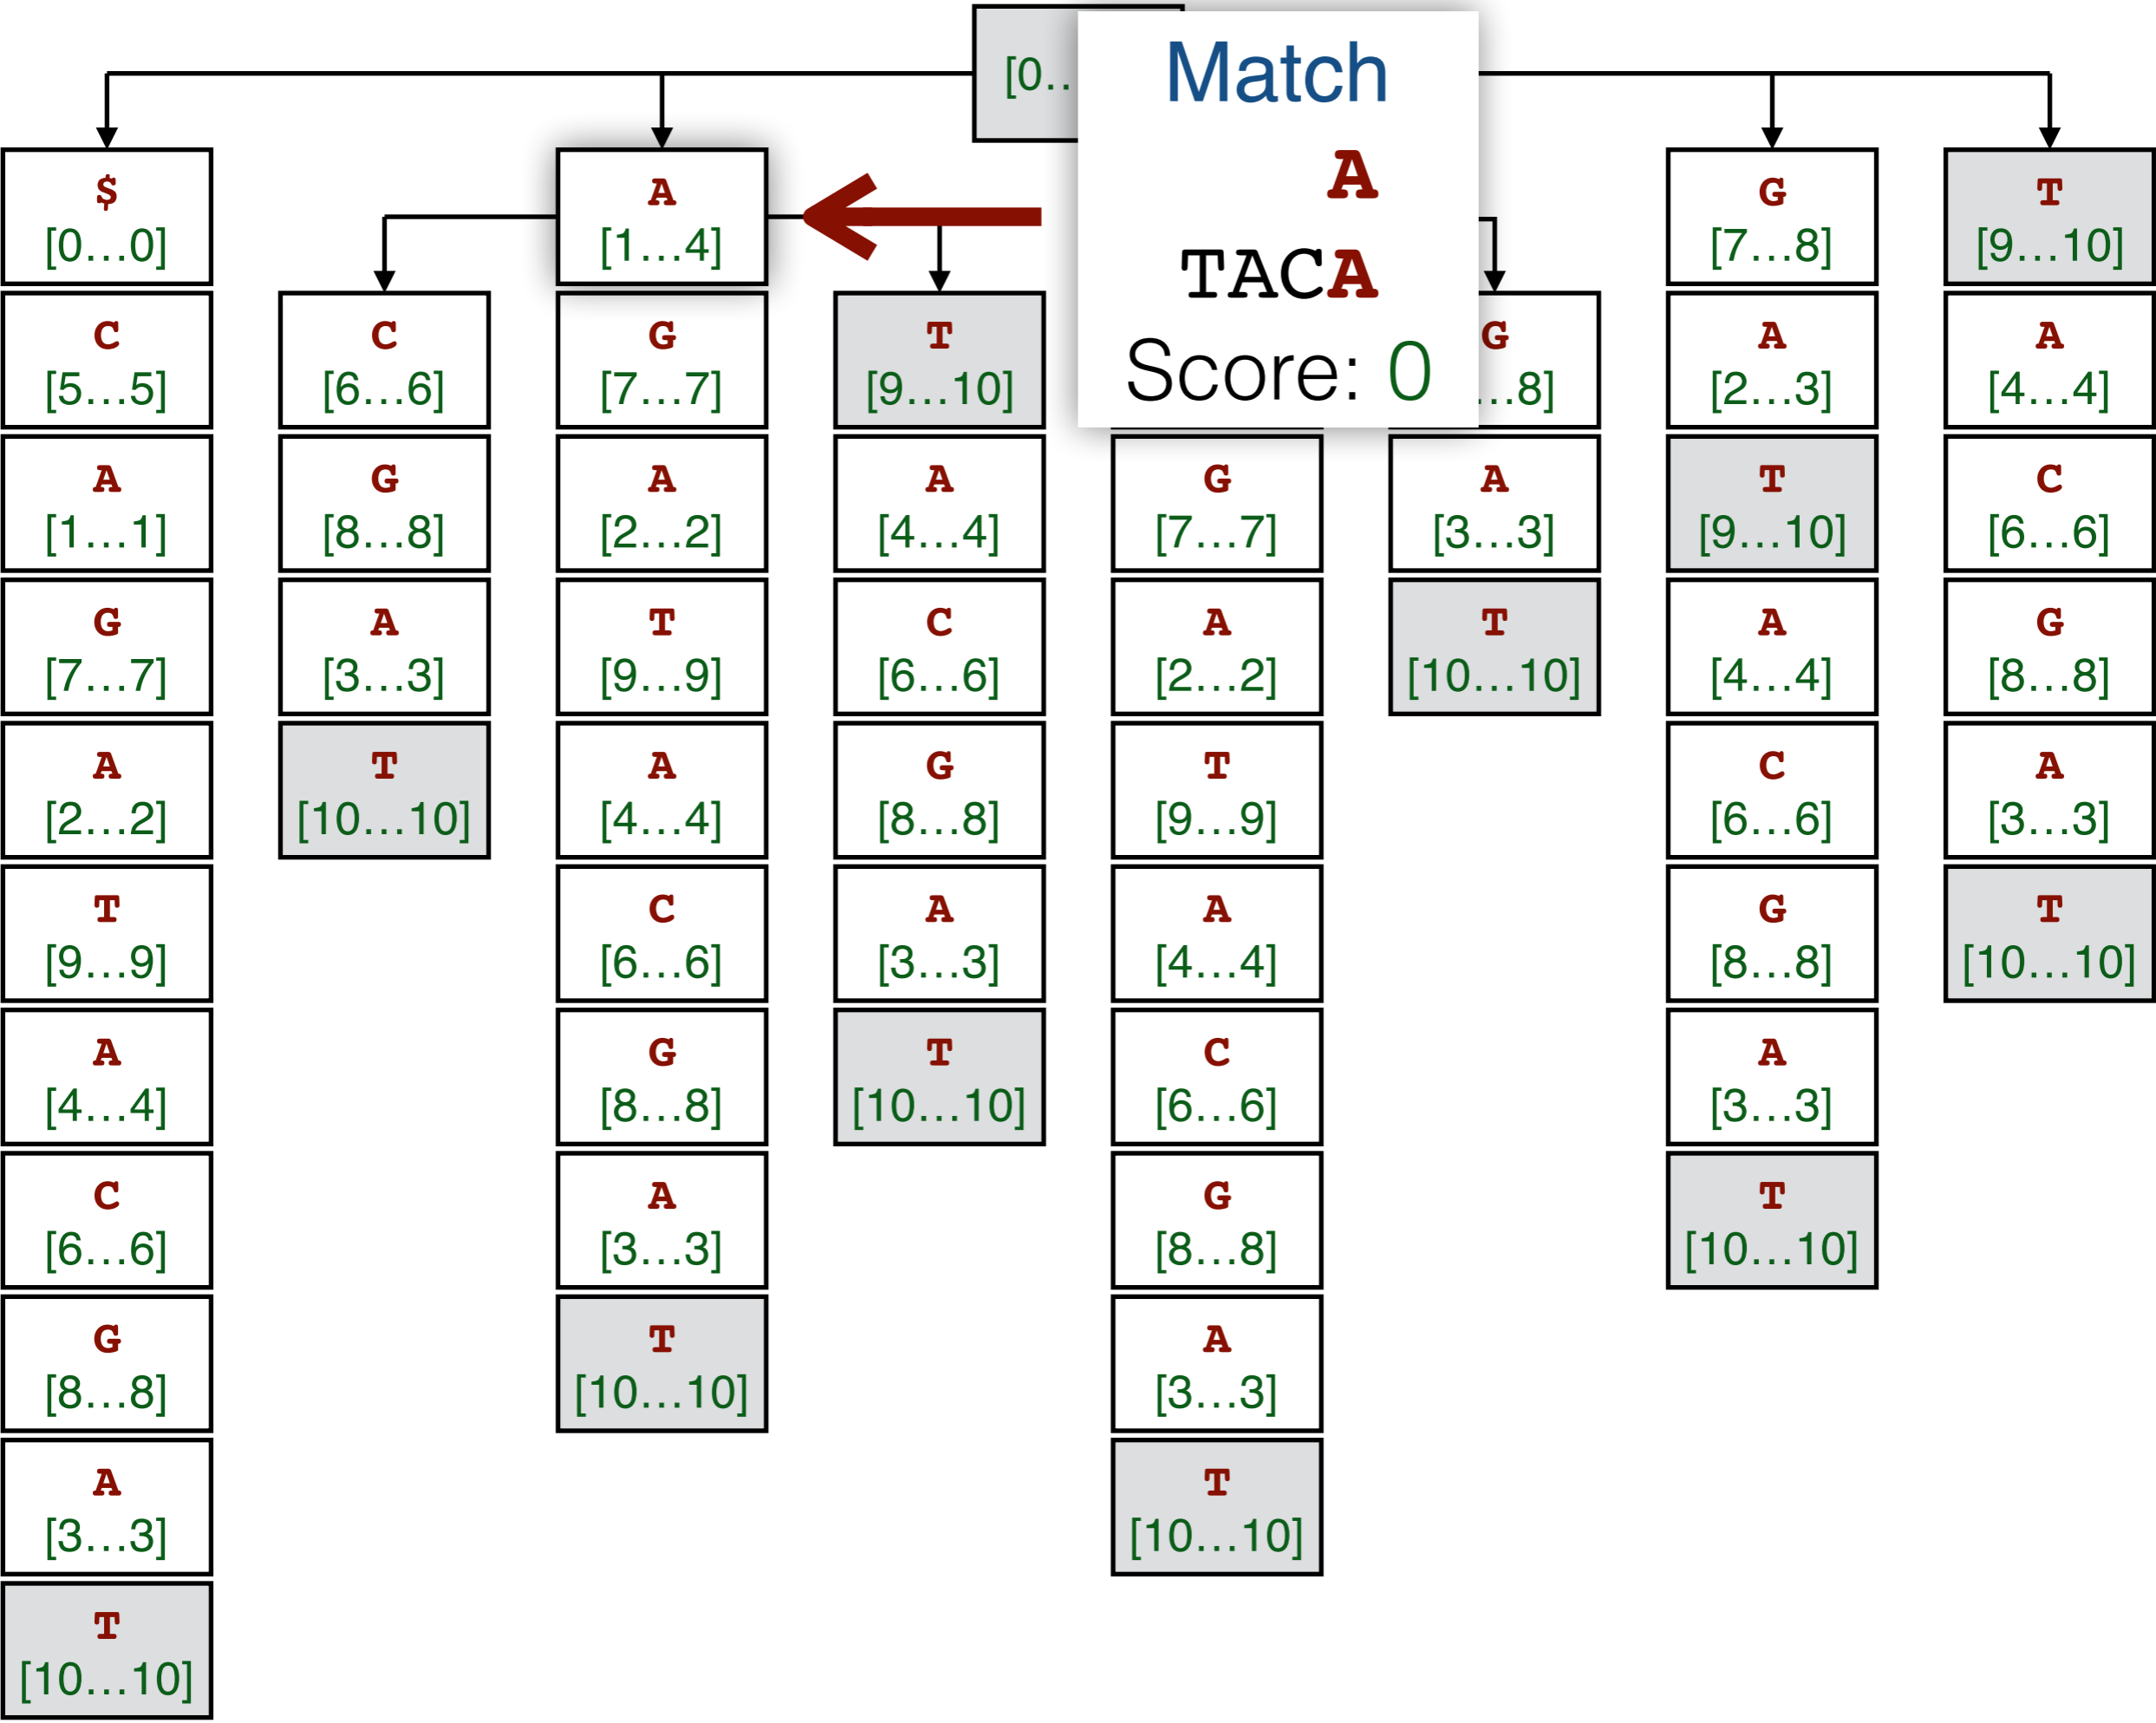 [0..
Match
A
TACA
Score: 0
$
[0…0]
C
[5…5]
A
[1…1]
G
[7…7]
A
[2…2]
T
[9…9]
A
[4…4]
C
[6…6]
G
[8…8]
A
[3…3]
T
[10…10]
C
[6…6]
G
[8…8]
A
[3…3]
T
[10…10]
A
[1…4]
G
[7…7]
A
[2…2]
T
[9…9]
A
[4…4]
C
[6…6]
G
[8…8]
A
[3…3]
T
[10…10]
T
[9…10]
A
[4…4]
C
[6…6]
G
[8…8]
A
[3…3]
T
[10…10]
G
[7…7]
A
[2…2]
T
[9…9]
A
[4…4]
C
[6…6]
G
[8…8]
A
[3…3]
T
[10…10]
G
…8]
A
[3…3]
T
[10…10]
G
[7…8]
A
[2…3]
T
[9…10]
A
[4…4]
C
[6…6]
G
[8…8]
A
[3…3]
T
[10…10]
T
[9…10]
A
[4…4]
C
[6…6]
G
[8…8]
A
[3…3]
T
[10…10]